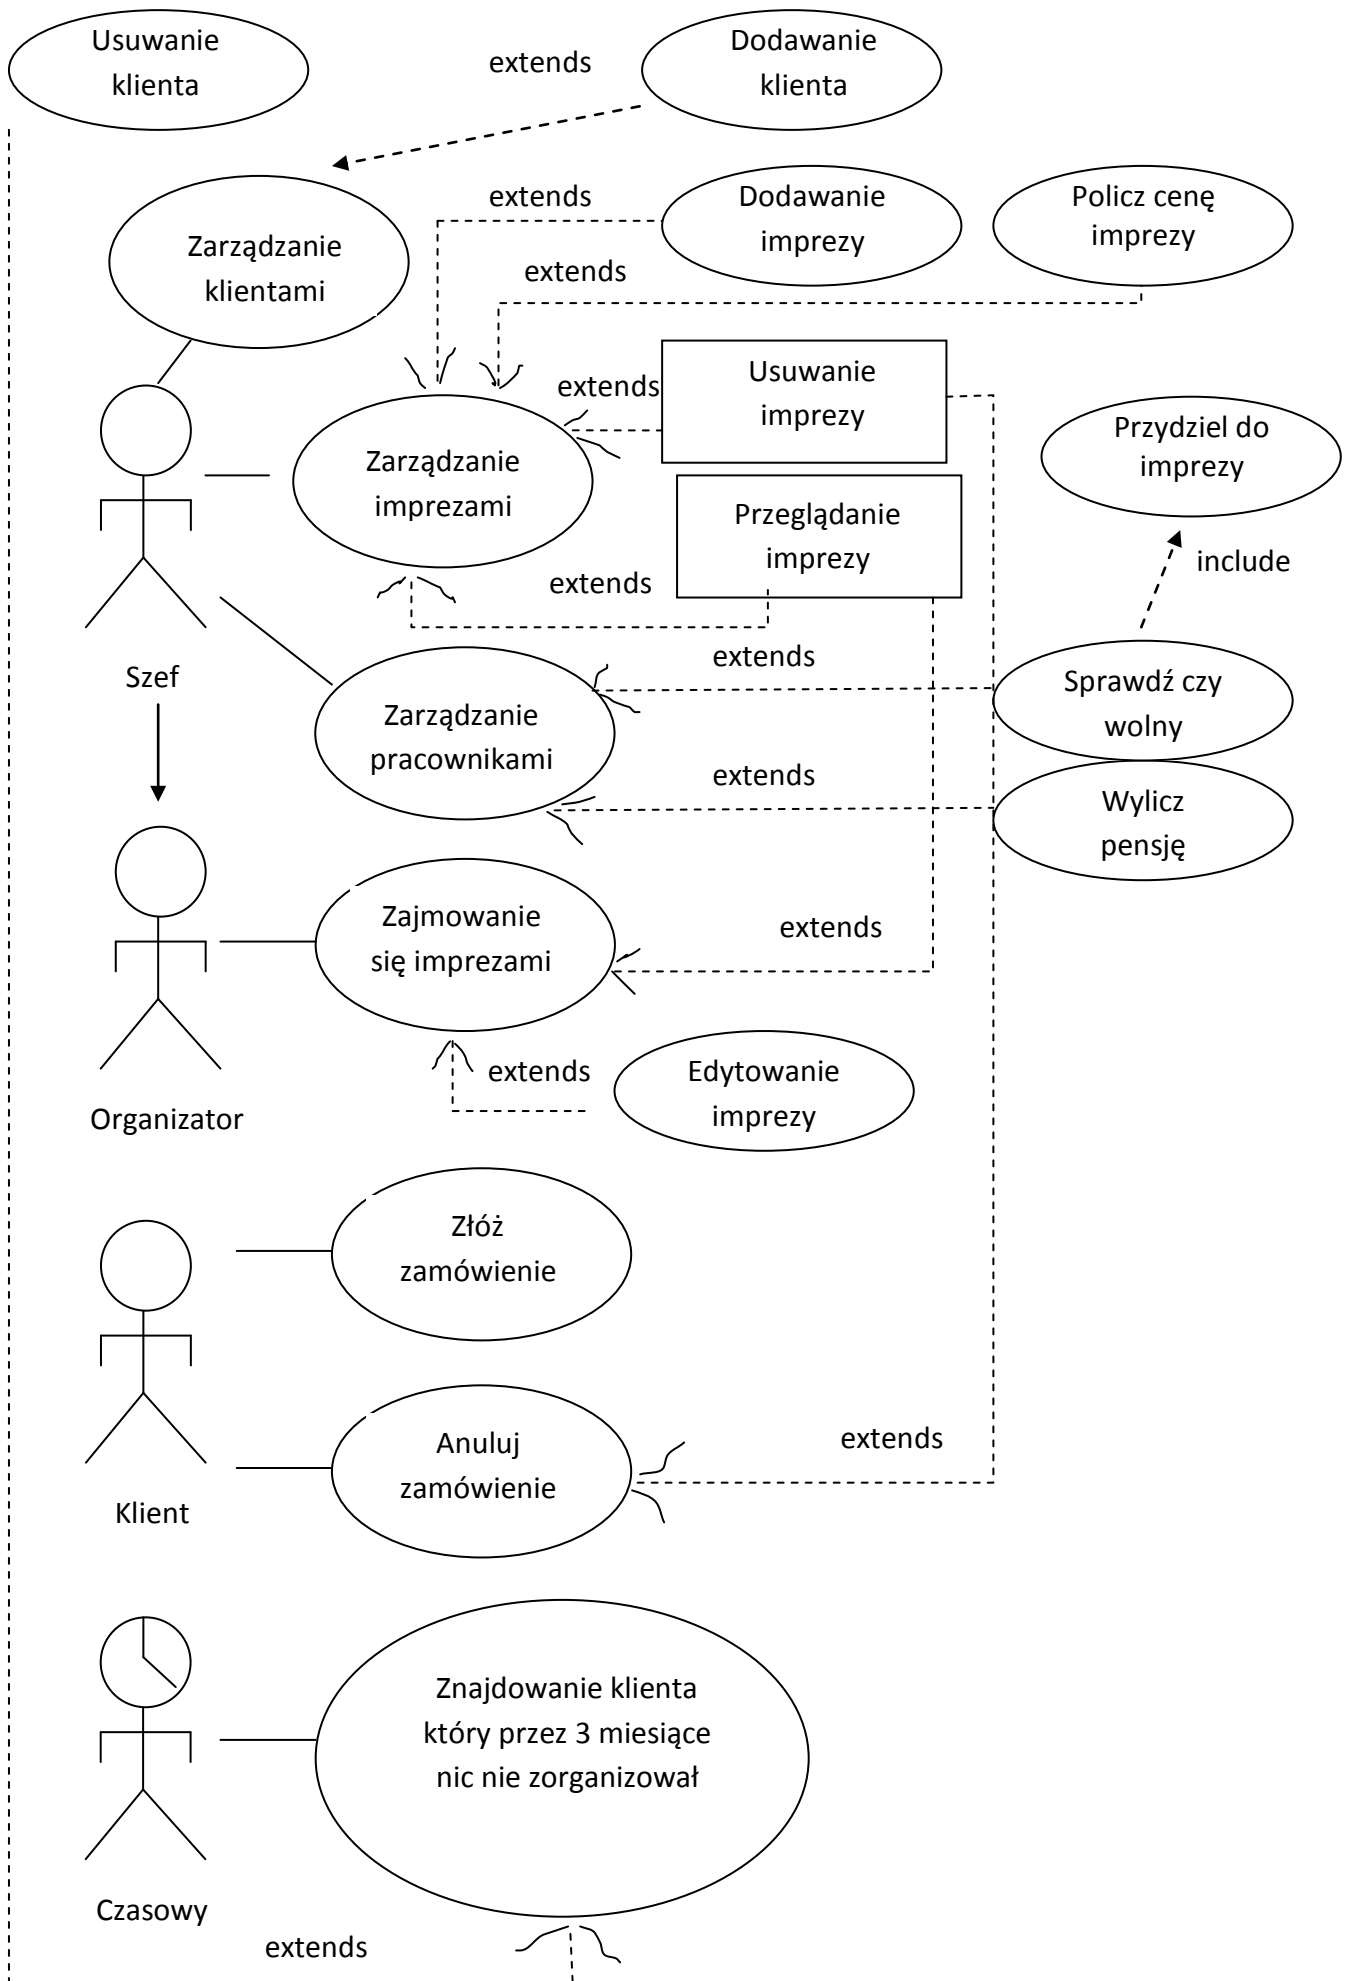 Usuwanie
klienta
extends
Dodawanie
klienta
extends
Dodawanie
imprezy
Policz cenę
imprezy
Zarządzanie
klientami
extends
extends
Usuwanie
imprezy
Przydziel do
imprezy
Zarządzanie
imprezami
Przeglądanie
imprezy
extends
include
Szef
extends
Sprawdź czy
wolny
Zarządzanie
pracownikami
extends
Wylicz
pensję
Zajmowanie
się imprezami
extends
extends
Edytowanie
imprezy
Organizator
Złóż
zamówienie
Anuluj
zamówienie
extends
Klient
Znajdowanie klienta
który przez 3 miesiące
nic nie zorganizował
Czasowy
extends